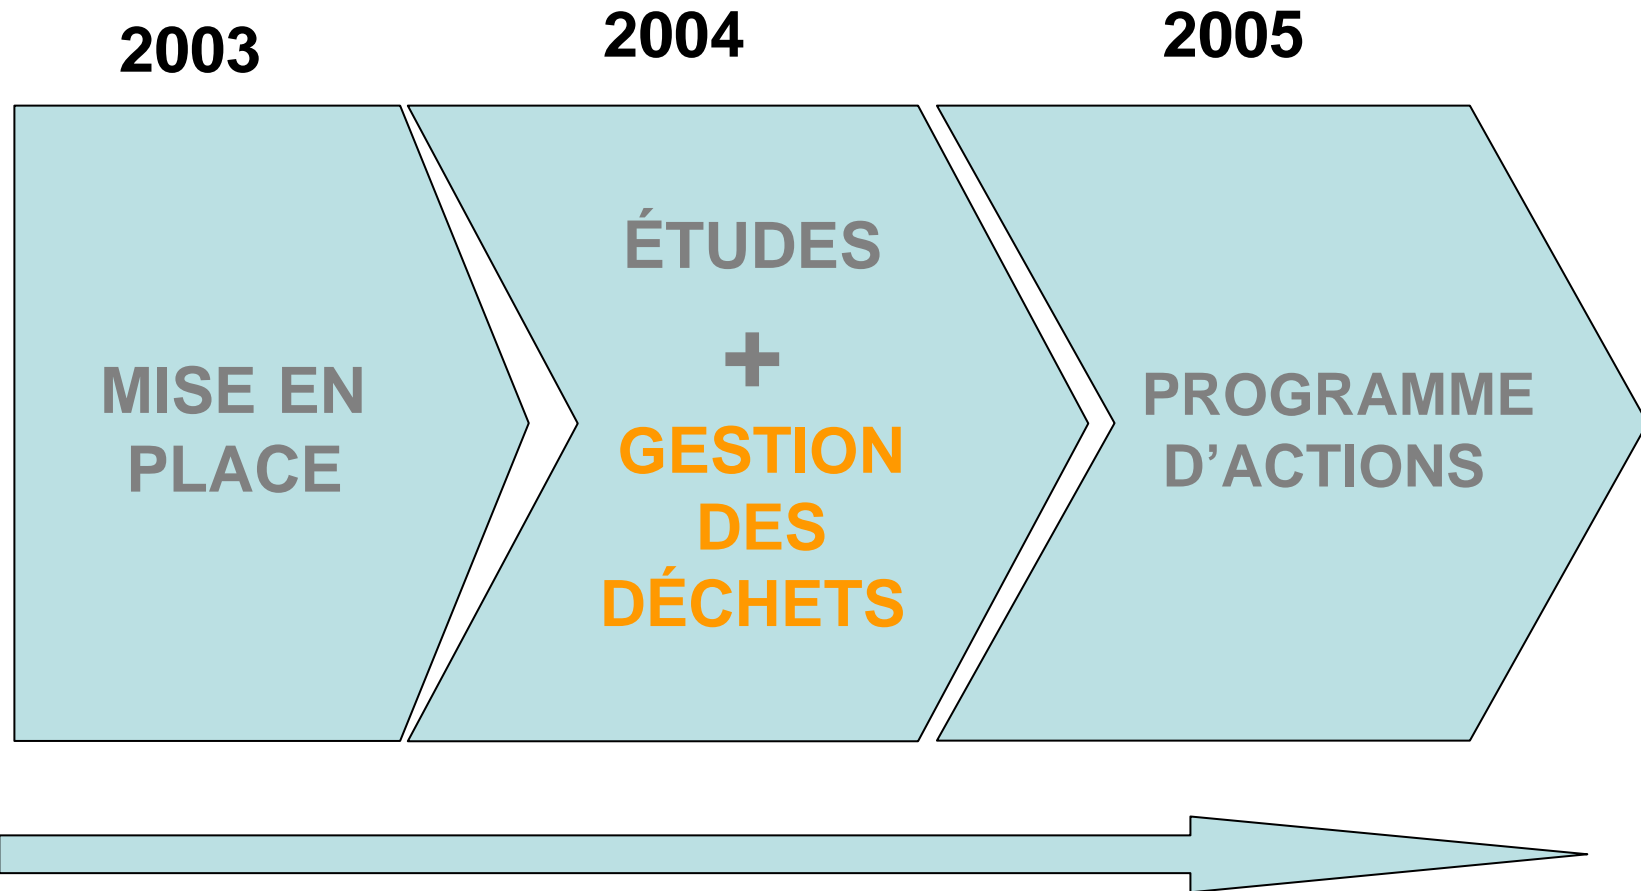 2003
2004
2005
MISE EN
PLACE
ÉTUDES
+
GESTION
DES
DÉCHETS
PROGRAMME
D’ACTIONS